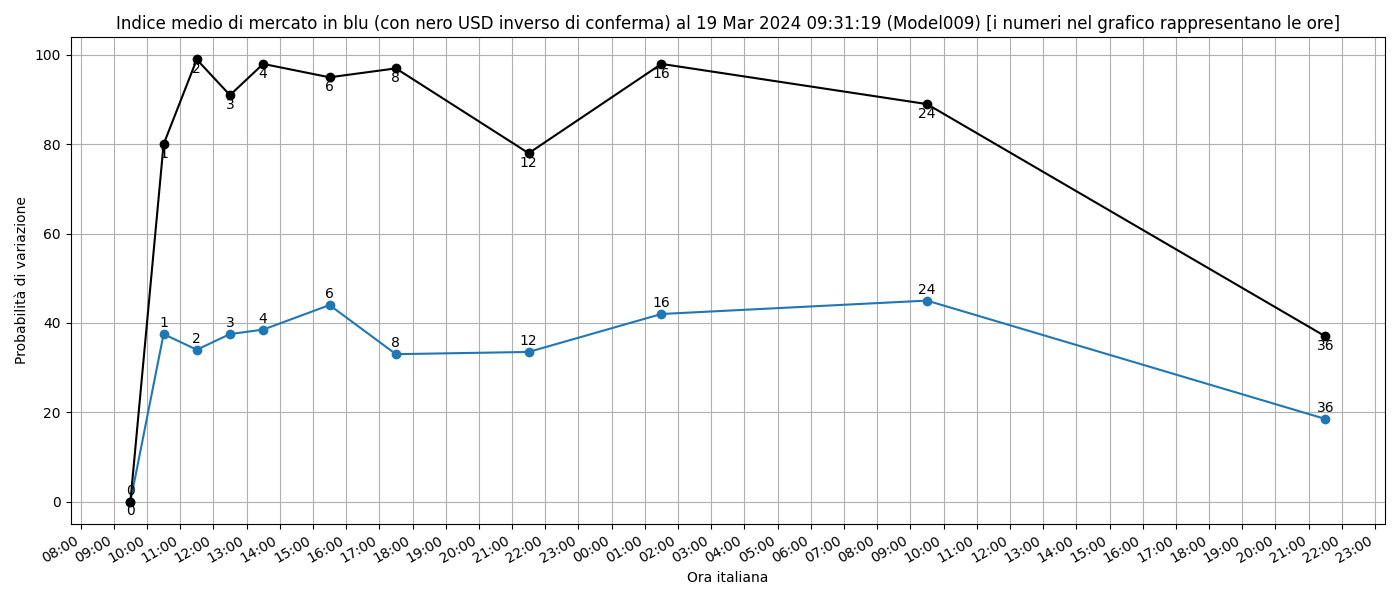 Indice medio di mercato in blu (con nero USD inverso di conferma) al 19 Mar 2024 09:31:19 (Model009) [i numeri nel grafico rappresentano le ore]
Probabilità di variazione
100
80
60
40
20
0
0 1 2 3 4 6 8 12 16 24 36
0 1 2 3 4 6 8 12 16 24 36
08:00 09:00 10:00 11:00 12:00 13:00 14:00 15:00 16:00 17:00 18:00 19:00 20:00 21:00 22:00 23:00 00:00 01:00 02:00 03:00 04:00 05:00 06:00 07:00 08:00 09:00 10:00 11:00 12:00 13:00 14:00 15:00 16:00 17:00 18:00 19:00 20:00 21:00 22:00 23:00
Ora italiana